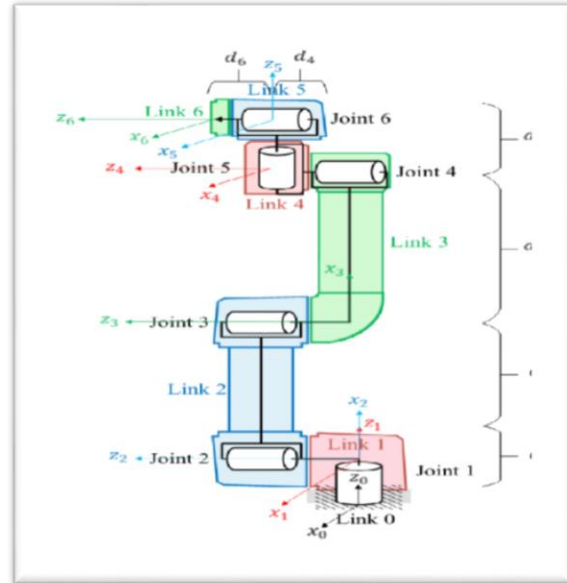 d₆ d₄
z₅
Link 5
z₆ Link 6
x₆
x₅
Joint 6
z₄ Joint 5
x₄
Link 4
Joint 4
Link 3
x₃
z₃ Joint 3
Link 2
x₂
z₁
Link 1
z₂ Joint 2
Joint 1
z₀
x₁
x₀ Link 0